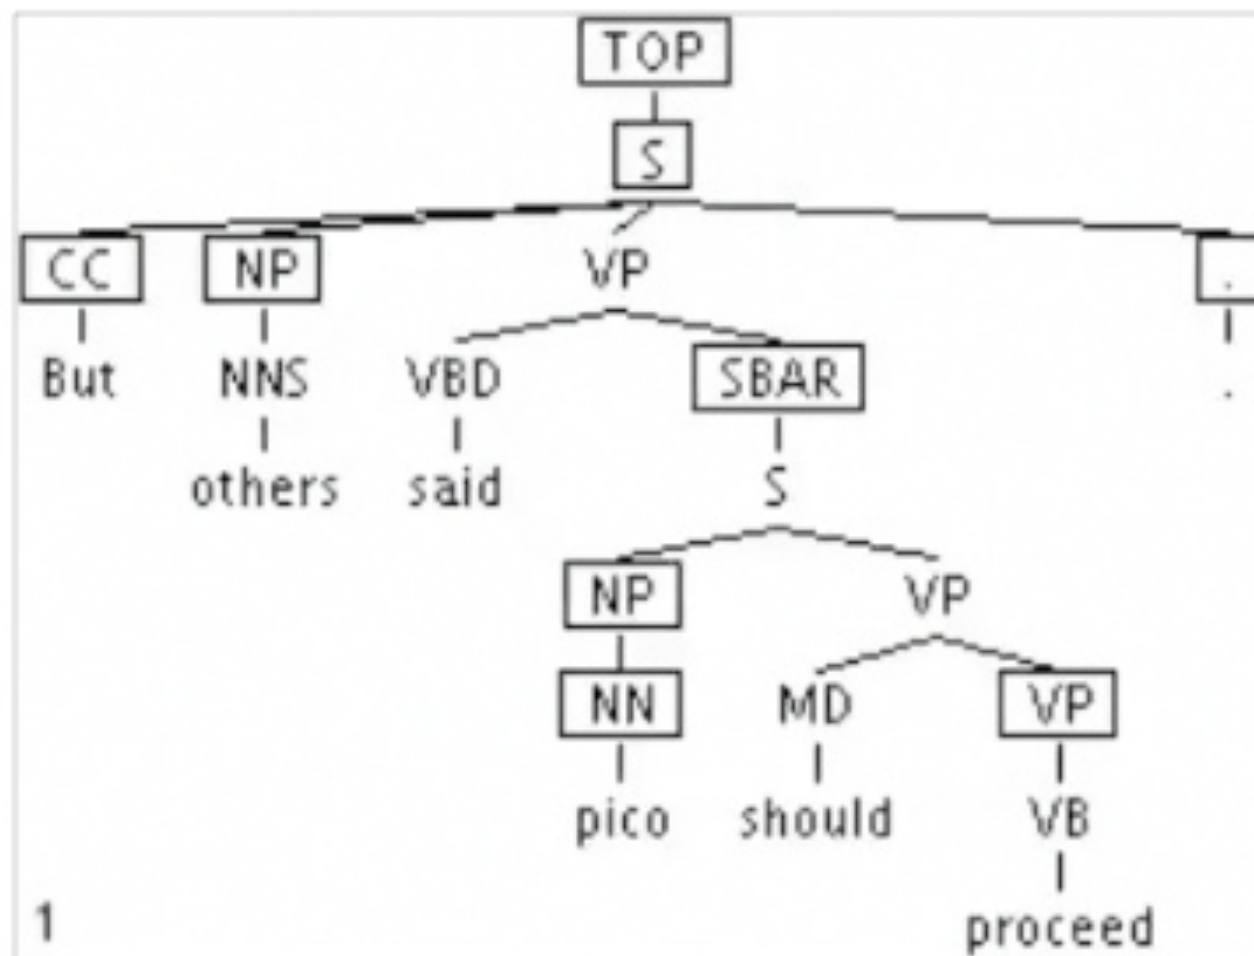 TOP
S
CC NP VP .
But NNS VBD SBAR .
others said S
NP VP
NN MD VP
pico should VB
1 proceed